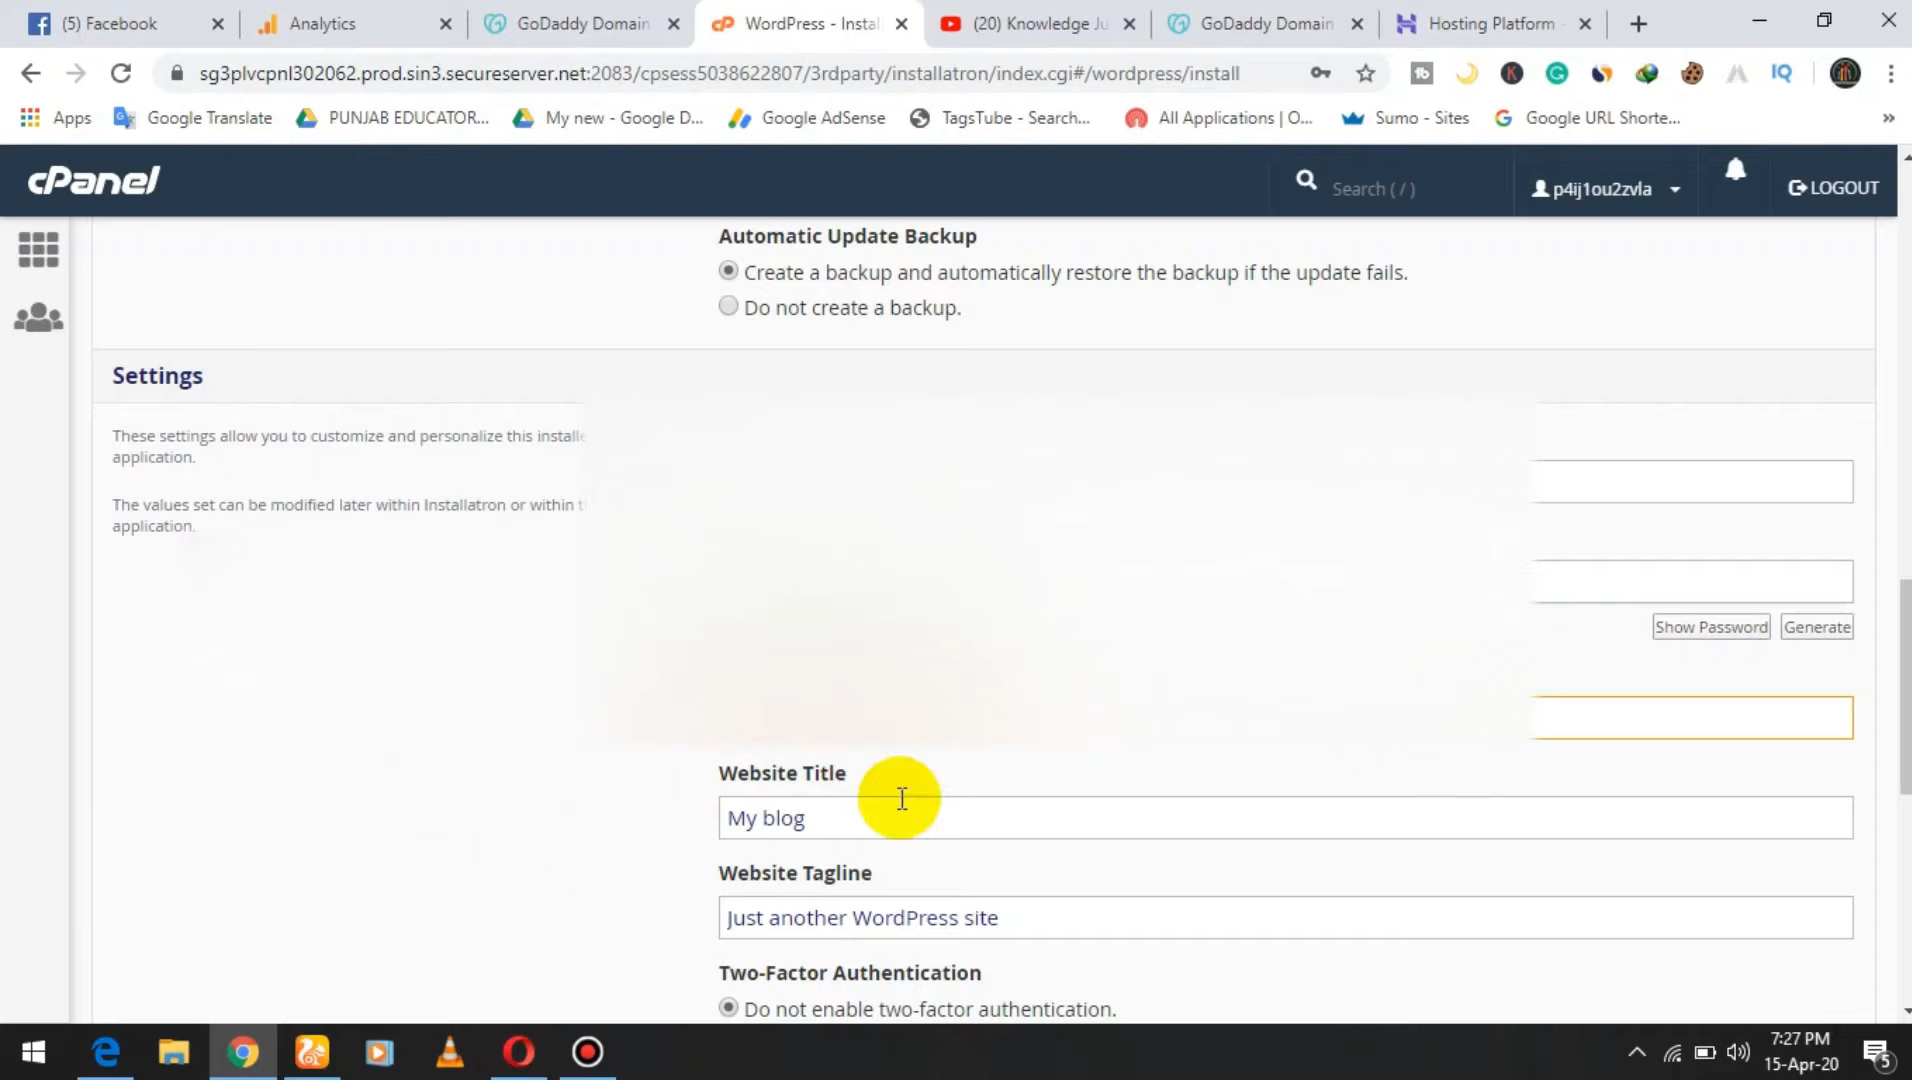 (5) Facebook
Analytics
GoDaddy Domain
WordPress - Instal
(20) Knowledge Ju
GoDaddy Domain
Hosting Platform
sg3plvcpnl302062.prod.sin3.secureserver.net:2083/cpsess5038622807/3rdparty/installatron/index.cgi#/wordpress/install
Apps
Google Translate
PUNJAB EDUCATOR...
My new - Google D...
Google AdSense
TagsTube - Search...
All Applications | O...
Sumo - Sites
Google URL Shorte...
»
cPanel
Search ( / )
p4ij1ou2zvla
LOGOUT
Automatic Update Backup
Create a backup and automatically restore the backup if the update fails.
Do not create a backup.
Settings
These settings allow you to customize and personalize this installe
application.
The values set can be modified later within Installatron or within t
application.
Show Password
Generate
Website Title
My blog
Website Tagline
Just another WordPress site
Two-Factor Authentication
Do not enable two-factor authentication.
7:27 PM
15-Apr-20
5